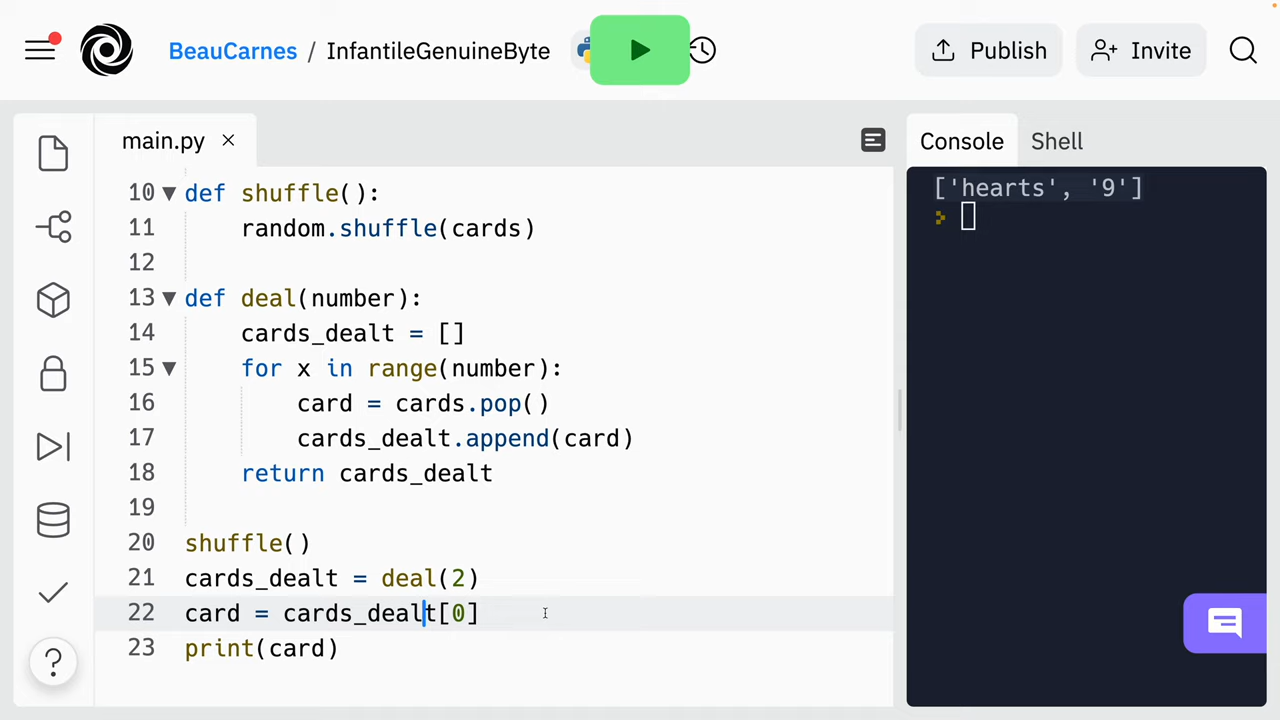 BeauCarnes / InfantileGenuineByte
Publish
Invite
main.py
Console
Shell
10 def shuffle():
11 random.shuffle(cards)
12
13 def deal(number):
14 cards_dealt = []
15 for x in range(number):
16 card = cards.pop()
17 cards_dealt.append(card)
18 return cards_dealt
19
20 shuffle()
21 cards_dealt = deal(2)
22 card = cards_dealt[0]
23 print(card)
['hearts', '9']
?